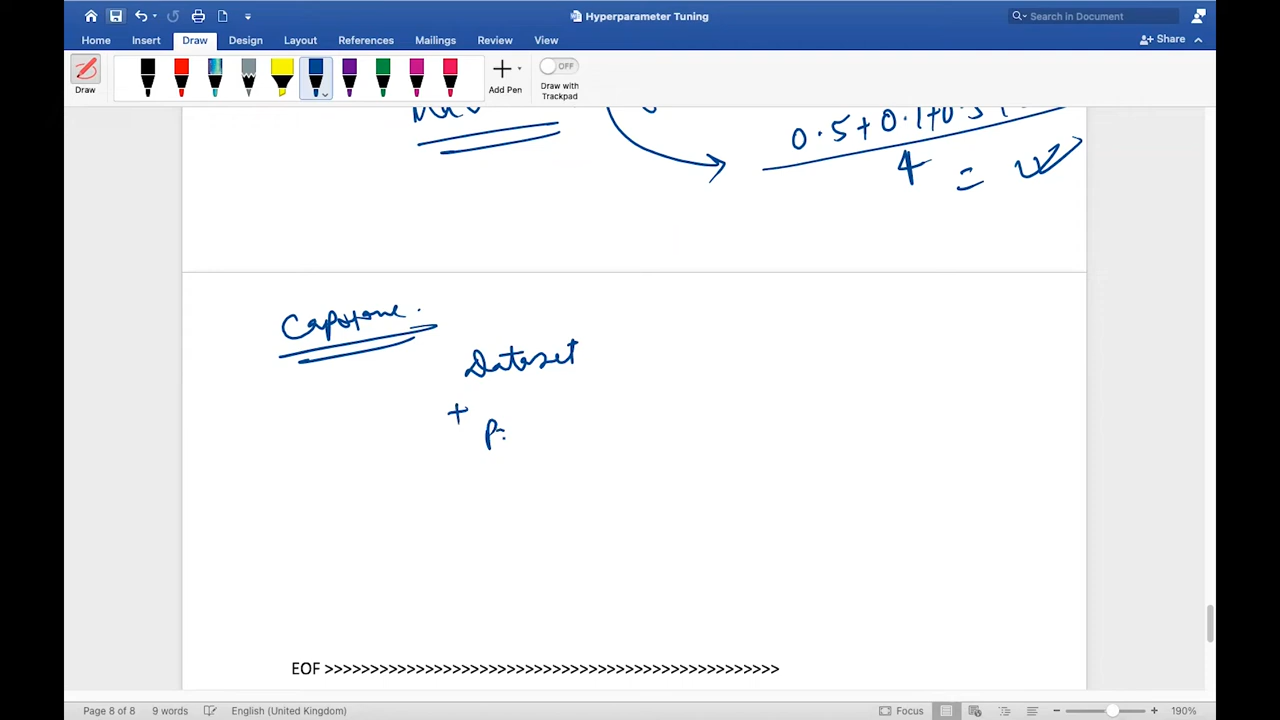 Hyperparameter Tuning
Search in Document
Home Insert Draw Design Layout References Mailings Review View
Share
OFF
Draw
Add Pen
Draw with
Trackpad
0.5+0.1+0.3+
4 =
Capstone.
Dataset
+
P
EOF >>>>>>>>>>>>>>>>>>>>>>>>>>>>>>>>>>>>>>>>>>>>>>>>>>
Page 8 of 8 9 words English (United Kingdom) Focus 190%